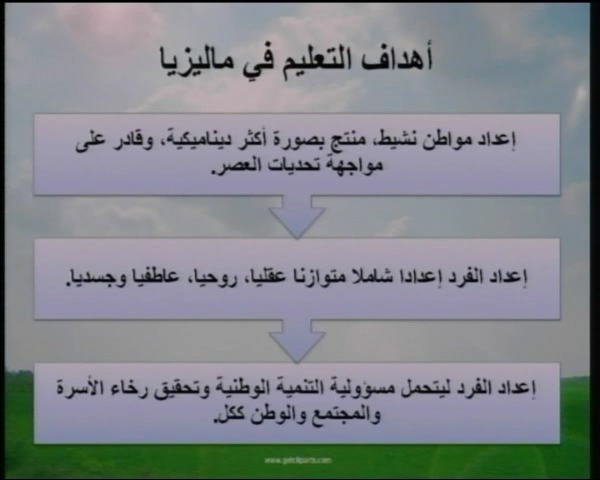 أهداف التعليم في ماليزيا
إعداد مواطن نشيط، منتج بصورة أكثر ديناميكية، وقادر على
مواجهة تحديات العصر.
إعداد الفرد إعدادا شاملا متوازنا عقليا، روحيا، عاطفيا وجسديا.
إعداد الفرد ليتحمل مسؤولية التنمية الوطنية وتحقيق رخاء الأسرة
والمجتمع والوطن ككل.